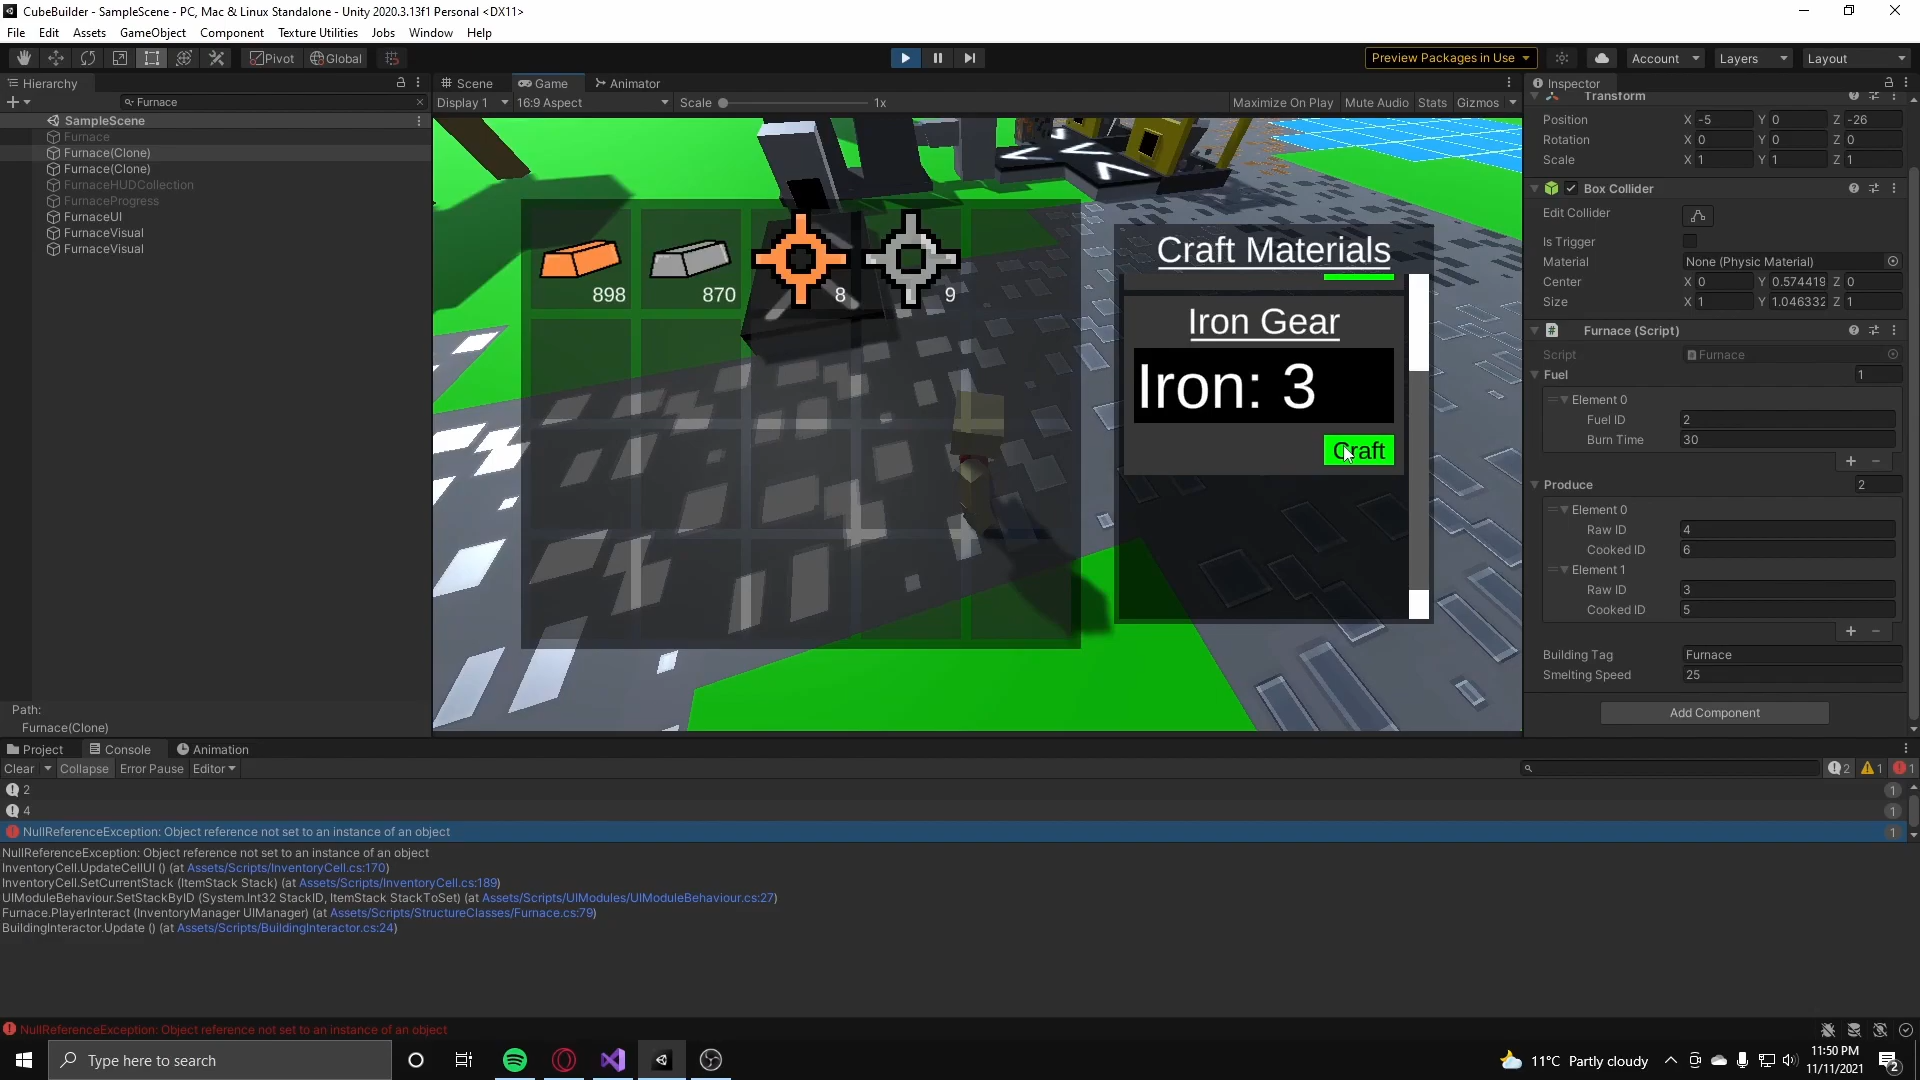 CubeBuilder - SampleScene - PC, Mac & Linux Standalone - Unity 2020.3.13f1 Personal <DX11>
File Edit Assets GameObject Component Texture Utilities Jobs Window Help
Pivot Global Preview Packages in Use Account Layers Layout
Hierarchy
Furnace
SampleScene
Furnace
Furnace(Clone)
Furnace(Clone)
FurnaceHUDCollection
FurnaceProgress
FurnaceUI
FurnaceVisual
FurnaceVisual
Path:
Furnace(Clone)
Scene Game Animator
Display 1 16:9 Aspect Scale 1x Maximize On Play Mute Audio Stats Gizmos
898 870 8 9
Craft Materials
Iron Gear
Iron: 3
Craft
Inspector
Transform
Position X -5 Y 0 Z -26
Rotation X 0 Y 0 Z 0
Scale X 1 Y 1 Z 1
Box Collider
Edit Collider
Is Trigger
Material None (Physic Material)
Center X 0 Y 0.574419 Z 0
Size X 1 Y 1.046332 Z 1
# Furnace (Script)
Script Furnace
Fuel 1
Element 0
Fuel ID 2
Burn Time 30
+ −
Produce 2
Element 0
Raw ID 4
Cooked ID 6
Element 1
Raw ID 3
Cooked ID 5
+ −
Building Tag Furnace
Smelting Speed 25
Add Component
Project Console Animation
Clear Collapse Error Pause Editor 2 1 1
2 1
4 1
NullReferenceException: Object reference not set to an instance of an object 1
NullReferenceException: Object reference not set to an instance of an object
InventoryCell.UpdateCellUI () (at Assets/Scripts/InventoryCell.cs:170)
InventoryCell.SetCurrentStack (ItemStack Stack) (at Assets/Scripts/InventoryCell.cs:189)
UIModuleBehaviour.SetStackByID (System.Int32 StackID, ItemStack StackToSet) (at Assets/Scripts/UIModules/UIModuleBehaviour.cs:27)
Furnace.PlayerInteract (InventoryManager UIManager) (at Assets/Scripts/StructureClasses/Furnace.cs:79)
BuildingInteractor.Update () (at Assets/Scripts/BuildingInteractor.cs:24)
NullReferenceException: Object reference not set to an instance of an object
Type here to search
11°C Partly cloudy
11:50 PM
11/11/2021
2